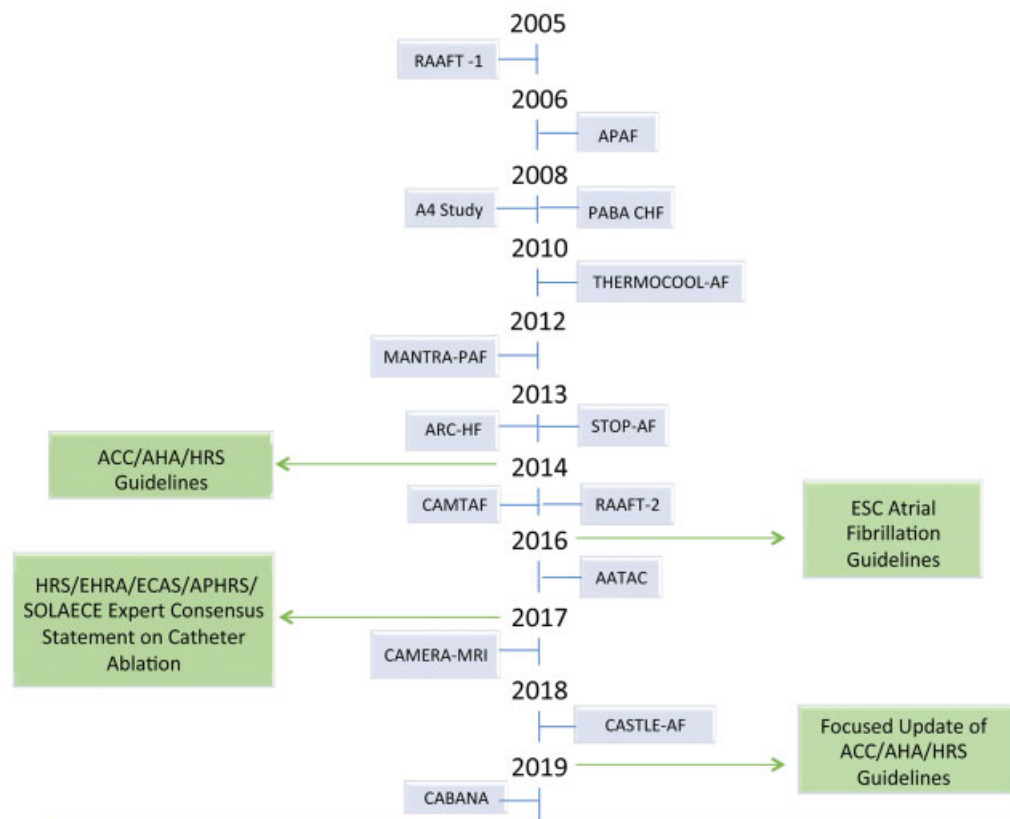 2005
RAAFT -1
2006
APAF
2008
A4 Study
PABA CHF
2010
THERMOCOOL-AF
2012
MANTRA-PAF
2013
ARC-HF
STOP-AF
ACC/AHA/HRS
Guidelines
2014
CAMTAF
RAAFT-2
ESC Atrial
Fibrillation
Guidelines
2016
AATAC
HRS/EHRA/ECAS/APHRS/
SOLAECE Expert Consensus
Statement on Catheter
Ablation
2017
CAMERA-MRI
2018
CASTLE-AF
Focused Update of
ACC/AHA/HRS
Guidelines
2019
CABANA